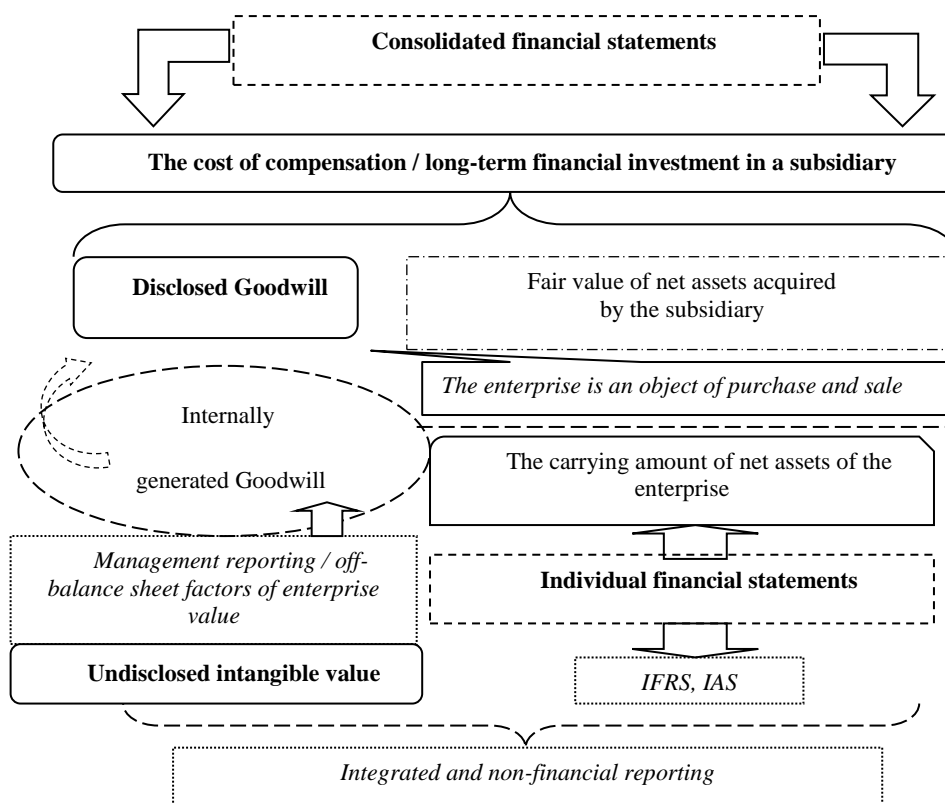 Consolidated financial statements
The cost of compensation / long-term financial investment in a subsidiary
Disclosed Goodwill
Fair value of net assets acquired
by the subsidiary
The enterprise is an object of purchase and sale
Internally
generated Goodwill
The carrying amount of net assets of the
enterprise
Management reporting / off-
balance sheet factors of enterprise
value
Individual financial statements
Undisclosed intangible value
IFRS, IAS
Integrated and non-financial reporting